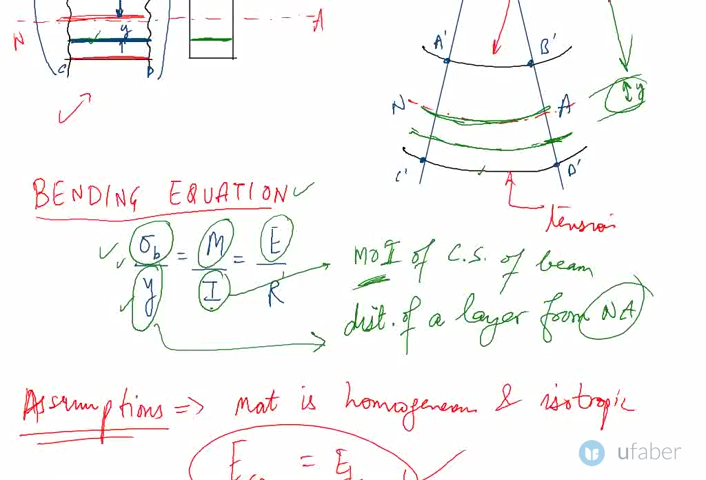 y
N A
C D
A' B'
y
N A
C' A D'
tension
BENDING EQUATION
σb/y = M/I = E/R
MOI of C.S. of beam
dist. of a layer from NA
Assumptions => mat is homogeneous & isotropic
ufaber